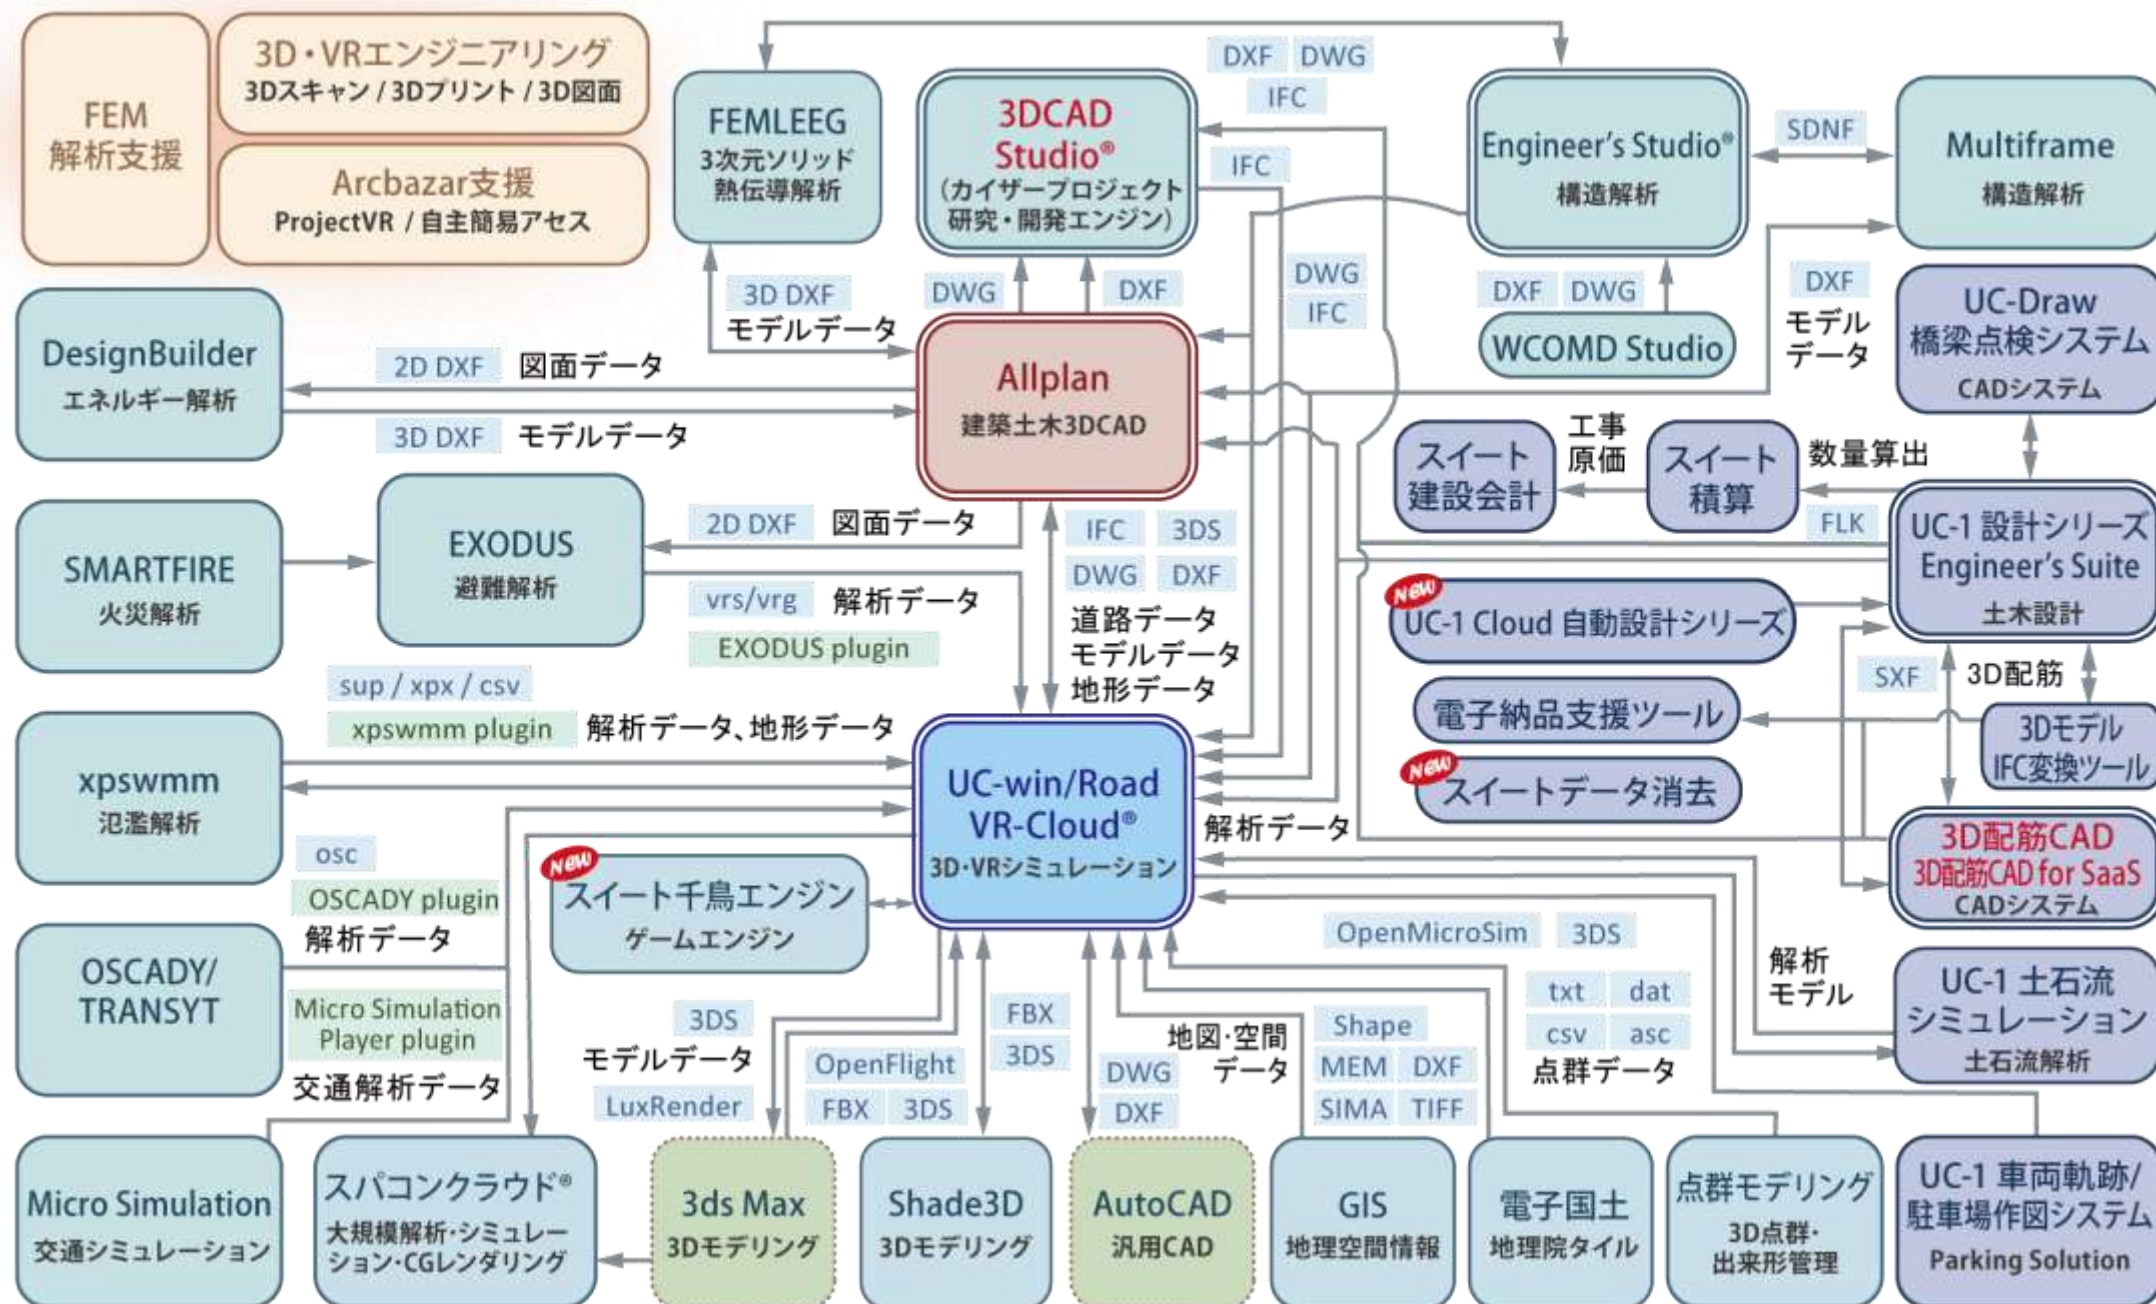 FEM
解析支援
3D・VRエンジニアリング
3Dスキャン / 3Dプリント / 3D図面
Arcbazar支援
ProjectVR / 自主簡易アセス
FEMLEEG
3次元ソリッド
熱伝導解析
3DCAD
Studio®
(カイザープロジェクト
研究・開発エンジン)
DXF DWG
IFC
IFC
Engineer's Studio®
構造解析
SDNF
Multiframe
構造解析
3D DXF
モデルデータ
DWG
DXF
DWG
IFC
DXF DWG
WCOMD Studio
DXF
モデル
データ
UC-Draw
橋梁点検システム
CADシステム
DesignBuilder
エネルギー解析
2D DXF 図面データ
3D DXF モデルデータ
Allplan
建築土木3DCAD
スイート
建設会計
工事
原価
スイート
積算
数量算出
FLK
UC-1 設計シリーズ
Engineer's Suite
土木設計
SMARTFIRE
火災解析
EXODUS
避難解析
2D DXF 図面データ
vrs/vrg 解析データ
EXODUS plugin
IFC 3DS
DWG DXF
道路データ
モデルデータ
地形データ
New
UC-1 Cloud 自動設計シリーズ
電子納品支援ツール
New
スイートデータ消去
SXF
3D配筋
3Dモデル
IFC変換ツール
sup / xpx / csv
xpswmm plugin 解析データ、地形データ
xpswmm
氾濫解析
UC-win/Road
VR-Cloud®
3D・VRシミュレーション
解析データ
3D配筋CAD
3D配筋CAD for SaaS
CADシステム
osc
OSCADY plugin
解析データ
New
スイート千鳥エンジン
ゲームエンジン
OSCADY/
TRANSYT
Micro Simulation
Player plugin
交通解析データ
3DS
モデルデータ
LuxRender
OpenFlight
FBX 3DS
FBX
3DS
DWG
DXF
地図・空間
データ
OpenMicroSim 3DS
Shape
MEM DXF
SIMA TIFF
txt dat
csv asc
点群データ
解析
モデル
UC-1 土石流
シミュレーション
土石流解析
Micro Simulation
交通シミュレーション
スパコンクラウド®
大規模解析・シミュレー
ション・CGレンダリング
3ds Max
3Dモデリング
Shade3D
3Dモデリング
AutoCAD
汎用CAD
GIS
地理空間情報
電子国土
地理院タイル
点群モデリング
3D点群・
出来形管理
UC-1 車両軌跡/
駐車場作図システム
Parking Solution